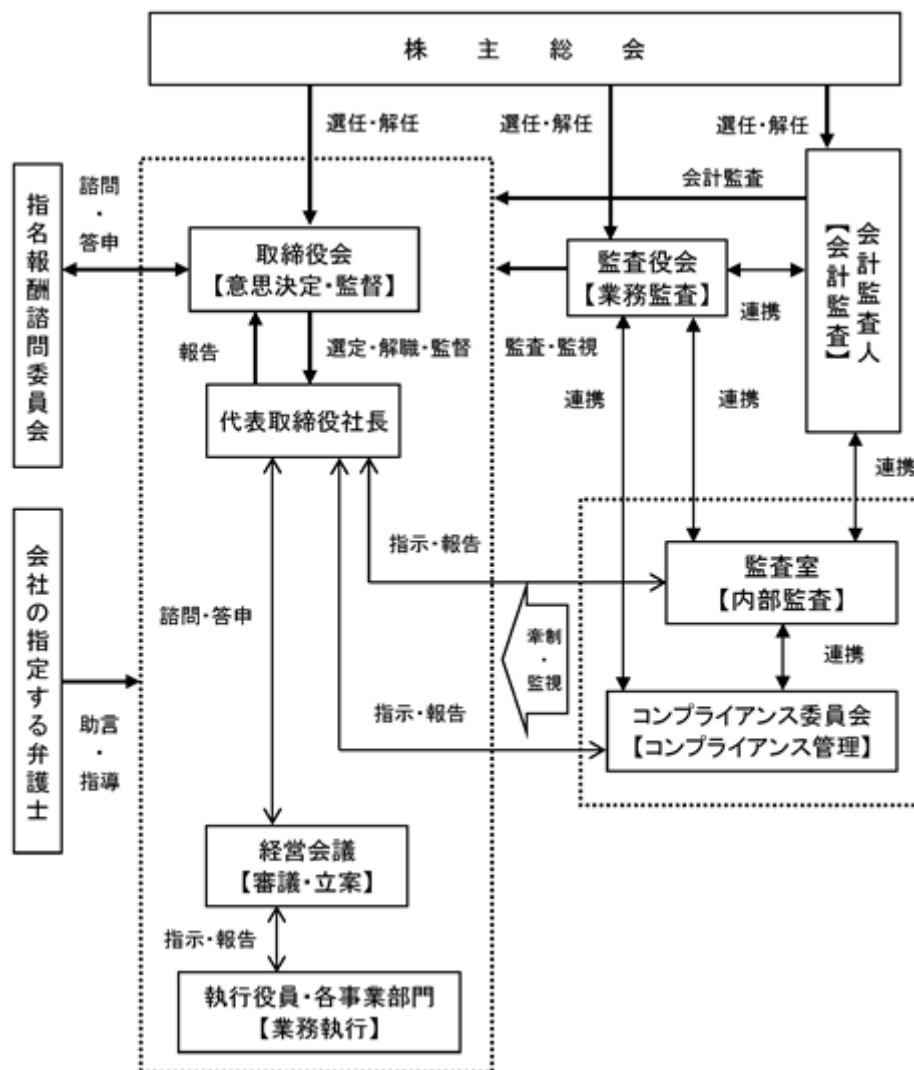 株主総会
選任・解任
選任・解任
選任・解任
指名報酬諮問委員会
諮問・答申
取締役会
【意思決定・監督】
会計監査
監査役会
【業務監査】
連携
会計監査人
【会計監査】
報告
選定・解職・監督
監査・監視
代表取締役社長
連携
連携
連携
会社の指定する弁護士
助言・指導
指示・報告
監査室
【内部監査】
諮問・答申
牽制・監視
連携
指示・報告
コンプライアンス委員会
【コンプライアンス管理】
経営会議
【審議・立案】
指示・報告
執行役員・各事業部門
【業務執行】